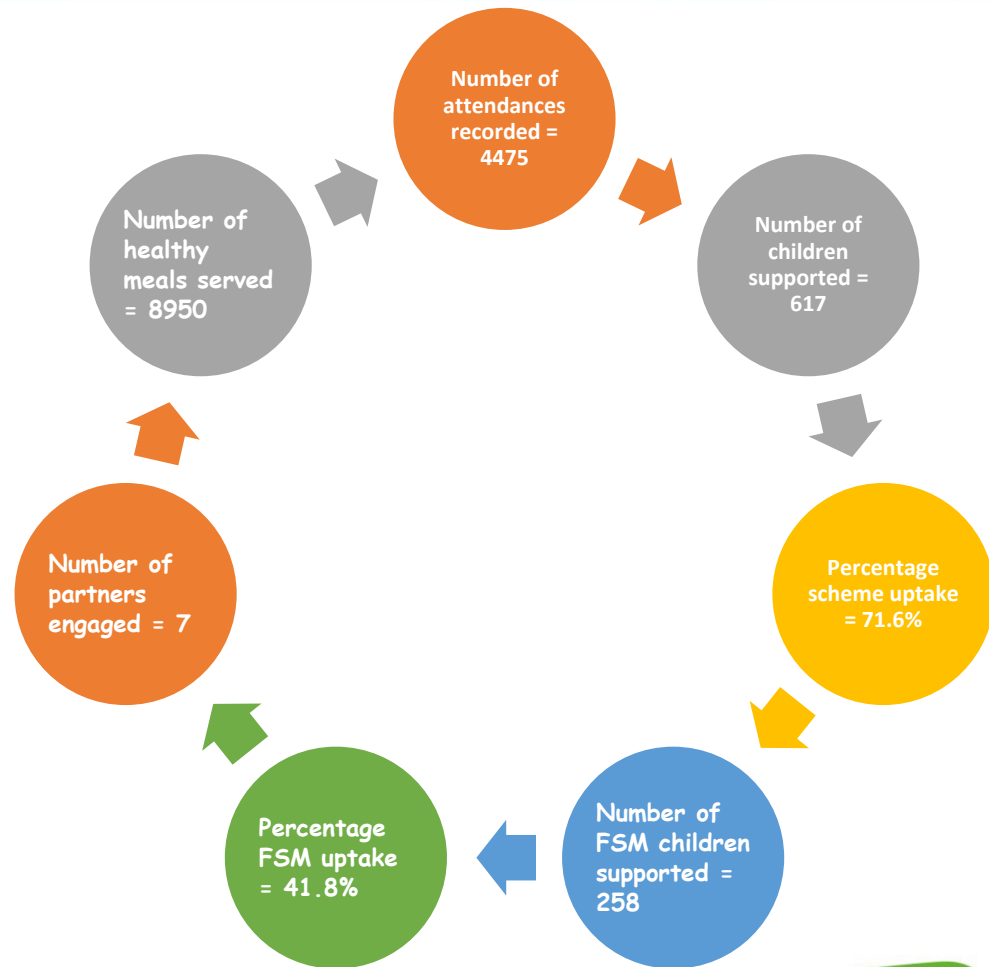 Number of
attendances
recorded =
4475
Number of
children
supported =
617
Percentage
scheme uptake
= 71.6%
Number of
FSM children
supported =
258
Percentage
FSM uptake
= 41.8%
Number of
partners
engaged = 7
Number of
healthy
meals served
= 8950